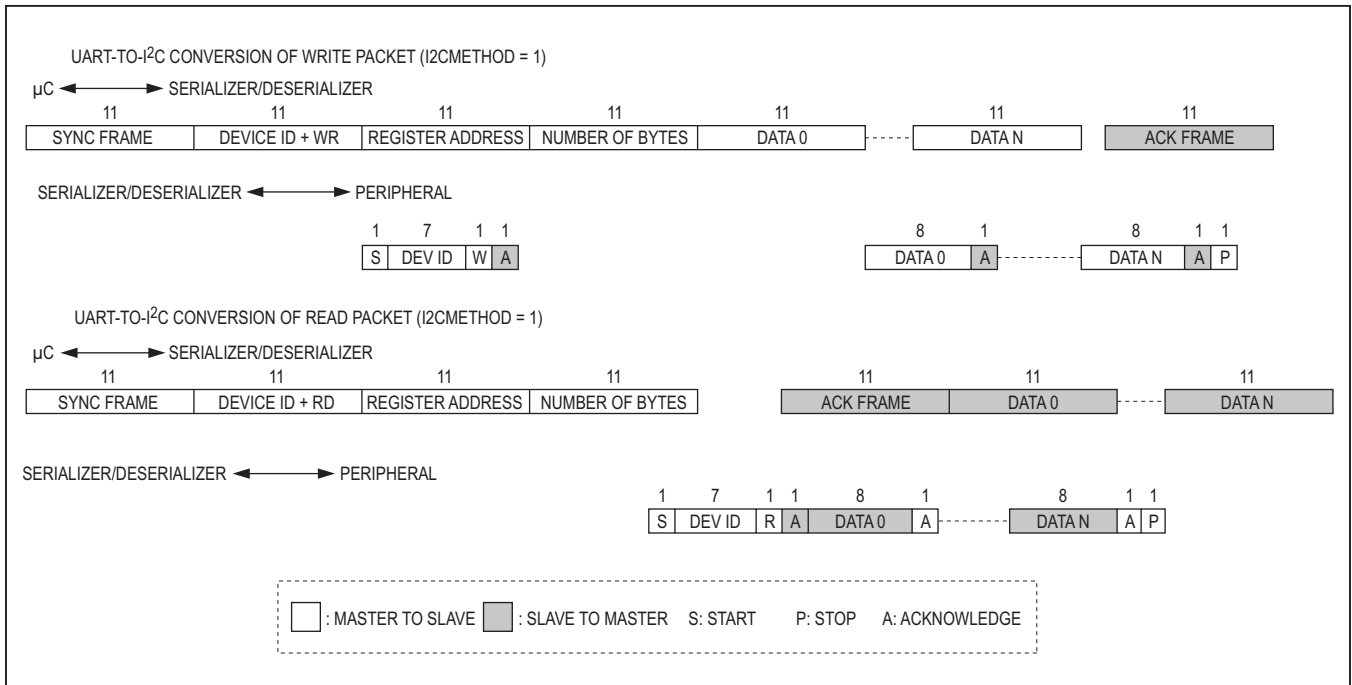 UART-TO-I²C CONVERSION OF WRITE PACKET (I2CMETHOD = 1)
µC SERIALIZER/DESERIALIZER
11 11 11 11 11 11 11
SYNC FRAME DEVICE ID + WR REGISTER ADDRESS NUMBER OF BYTES DATA 0 DATA N ACK FRAME
SERIALIZER/DESERIALIZER PERIPHERAL
1 7 1 1 8 1 8 1 1
S DEV ID W A DATA 0 A DATA N A P
UART-TO-I²C CONVERSION OF READ PACKET (I2CMETHOD = 1)
µC SERIALIZER/DESERIALIZER
11 11 11 11 11 11 11
SYNC FRAME DEVICE ID + RD REGISTER ADDRESS NUMBER OF BYTES ACK FRAME DATA 0 DATA N
SERIALIZER/DESERIALIZER PERIPHERAL
1 7 1 1 8 1 8 1 1
S DEV ID R A DATA 0 A DATA N A P
: MASTER TO SLAVE : SLAVE TO MASTER S: START P: STOP A: ACKNOWLEDGE